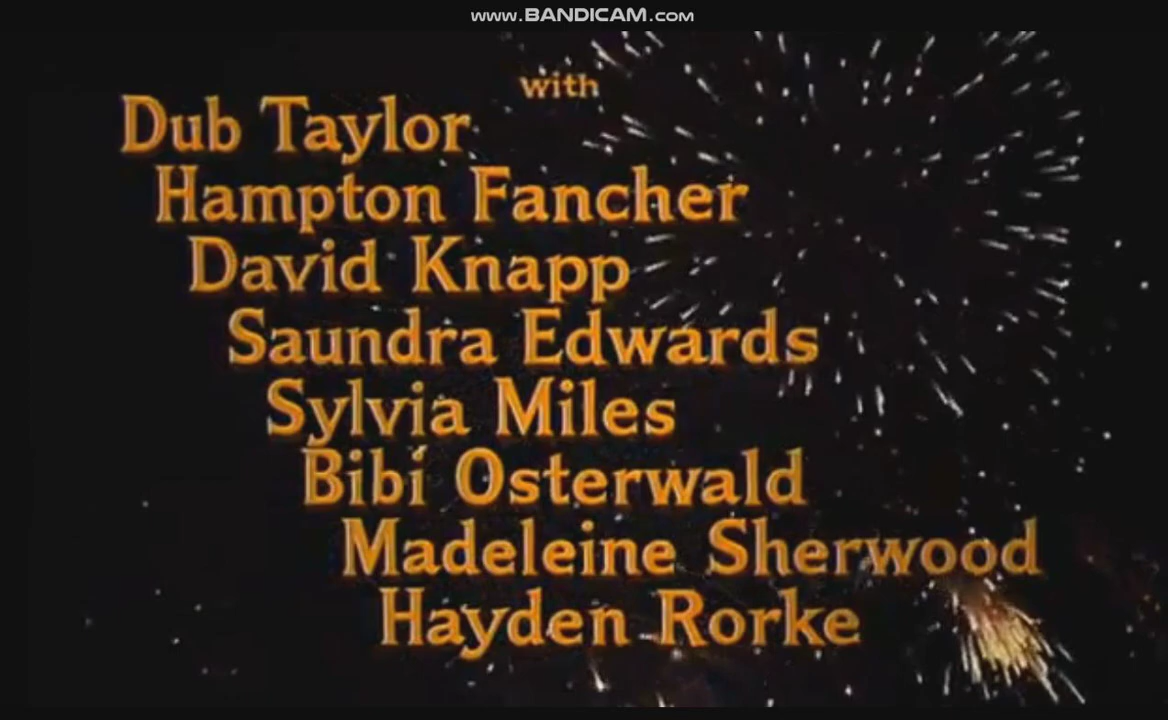 www.BANDICAM.com
with
Dub Taylor
Hampton Fancher
David Knapp
Saundra Edwards
Sylvia Miles
Bibi Osterwald
Madeleine Sherwood
Hayden Rorke